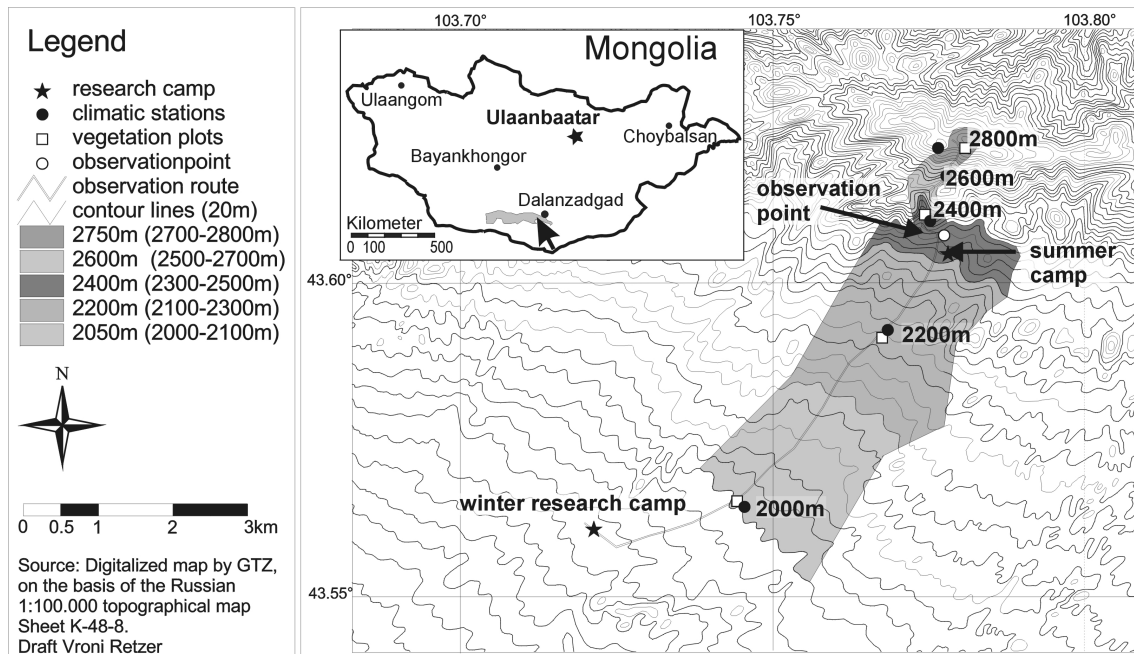 Legend
research camp
climatic stations
vegetation plots
observationpoint
observation route
contour lines (20m)
2750m (2700-2800m)
2600m (2500-2700m)
2400m (2300-2500m)
2200m (2100-2300m)
2050m (2000-2100m)
N
0 0.5 1 2 3km
Source: Digitalized map by GTZ,
on the basis of the Russian
1:100.000 topographical map
Sheet K-48-8.
Draft Vroni Retzer
103.70° 103.75° 103.80°
Mongolia
Ulaangom
Ulaanbaatar
Choybalsan
Bayankhongor
Dalanzadgad
Kilometer
0 100 500
2800m
2600m
observation
point
2400m
summer
camp
43.60°
2200m
winter research camp
2000m
43.55°